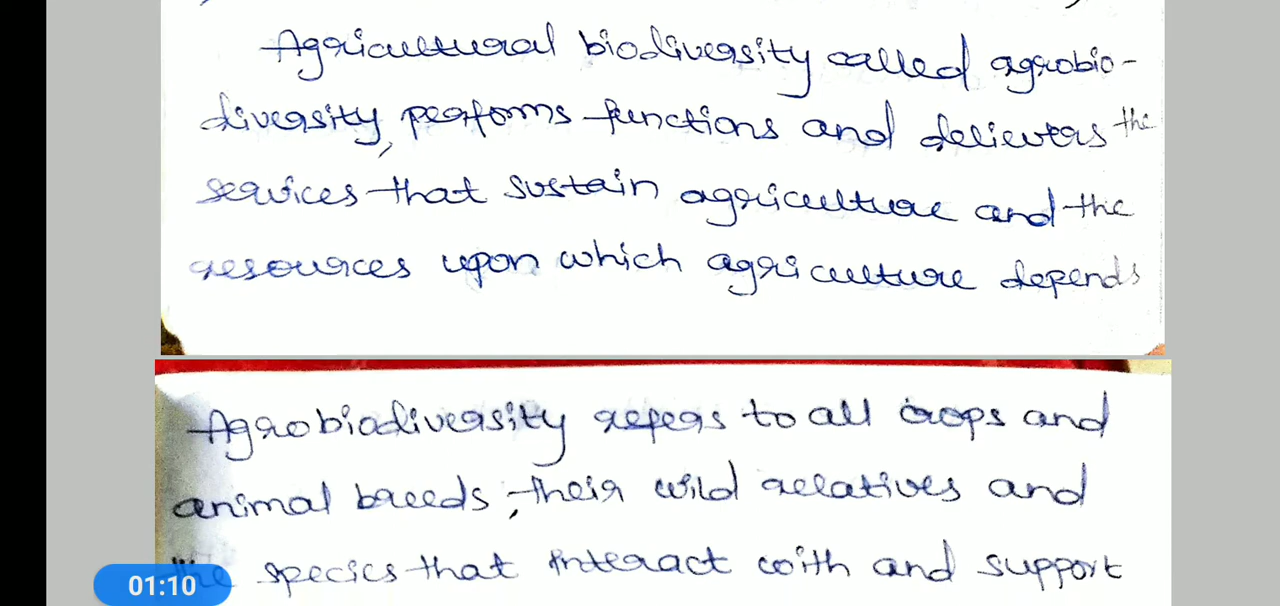 Agricultural biodiversity called agrobio-
diversity, performs functions and delievers the
services that sustain agriculture and the
resources upon which agriculture depends
Agrobiodiversity refers to all crops and
animal breeds, their wild relatives and
the species that interact with and support
01:10